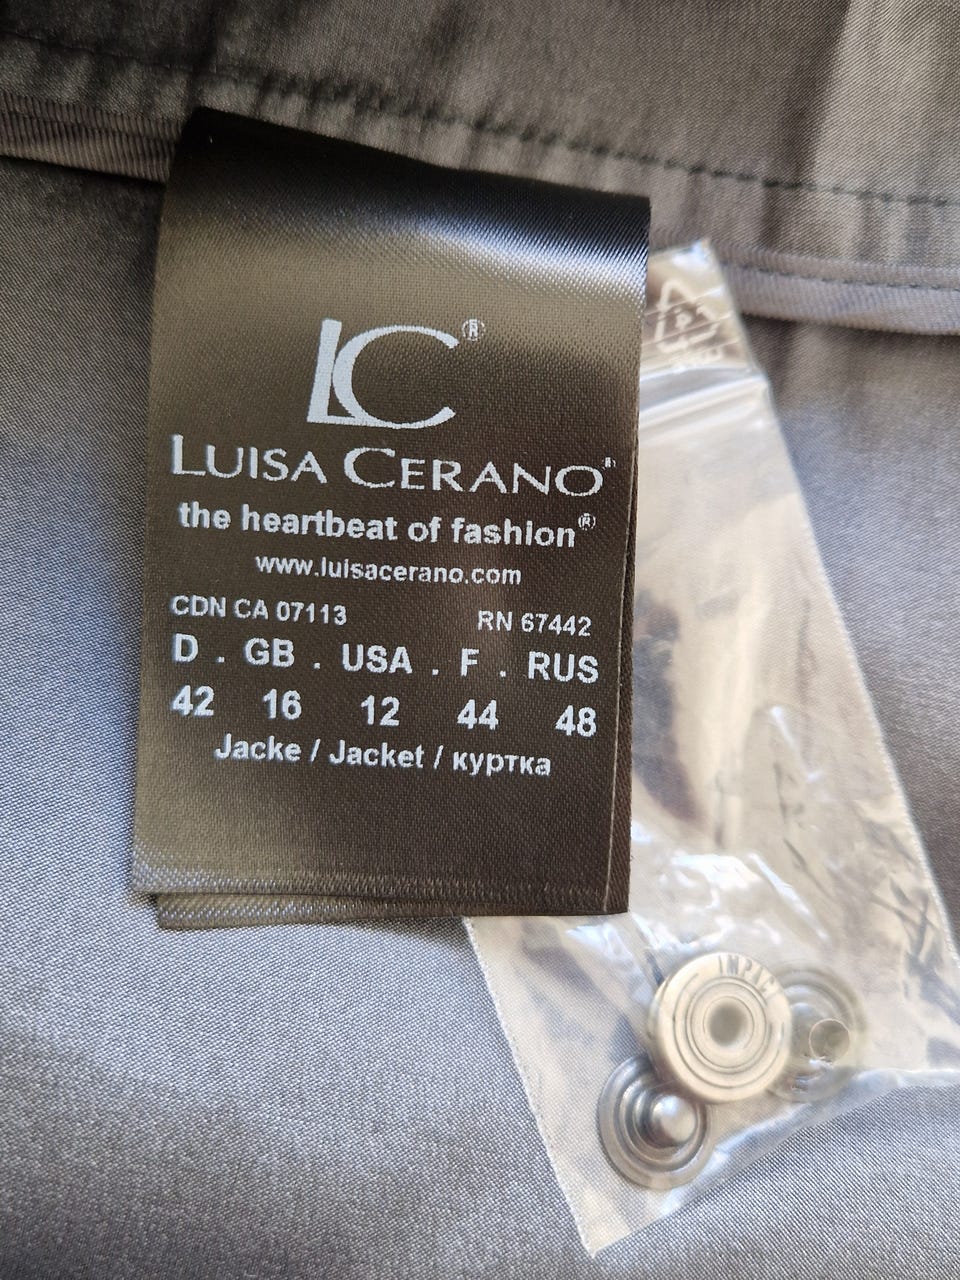 LC®
LUISA CERANO®
the heartbeat of fashion®
www.luisacerano.com
CDN CA 07113 RN 67442
D . GB . USA . F . RUS
42 16 12 44 48
Jacke / Jacket / куртка